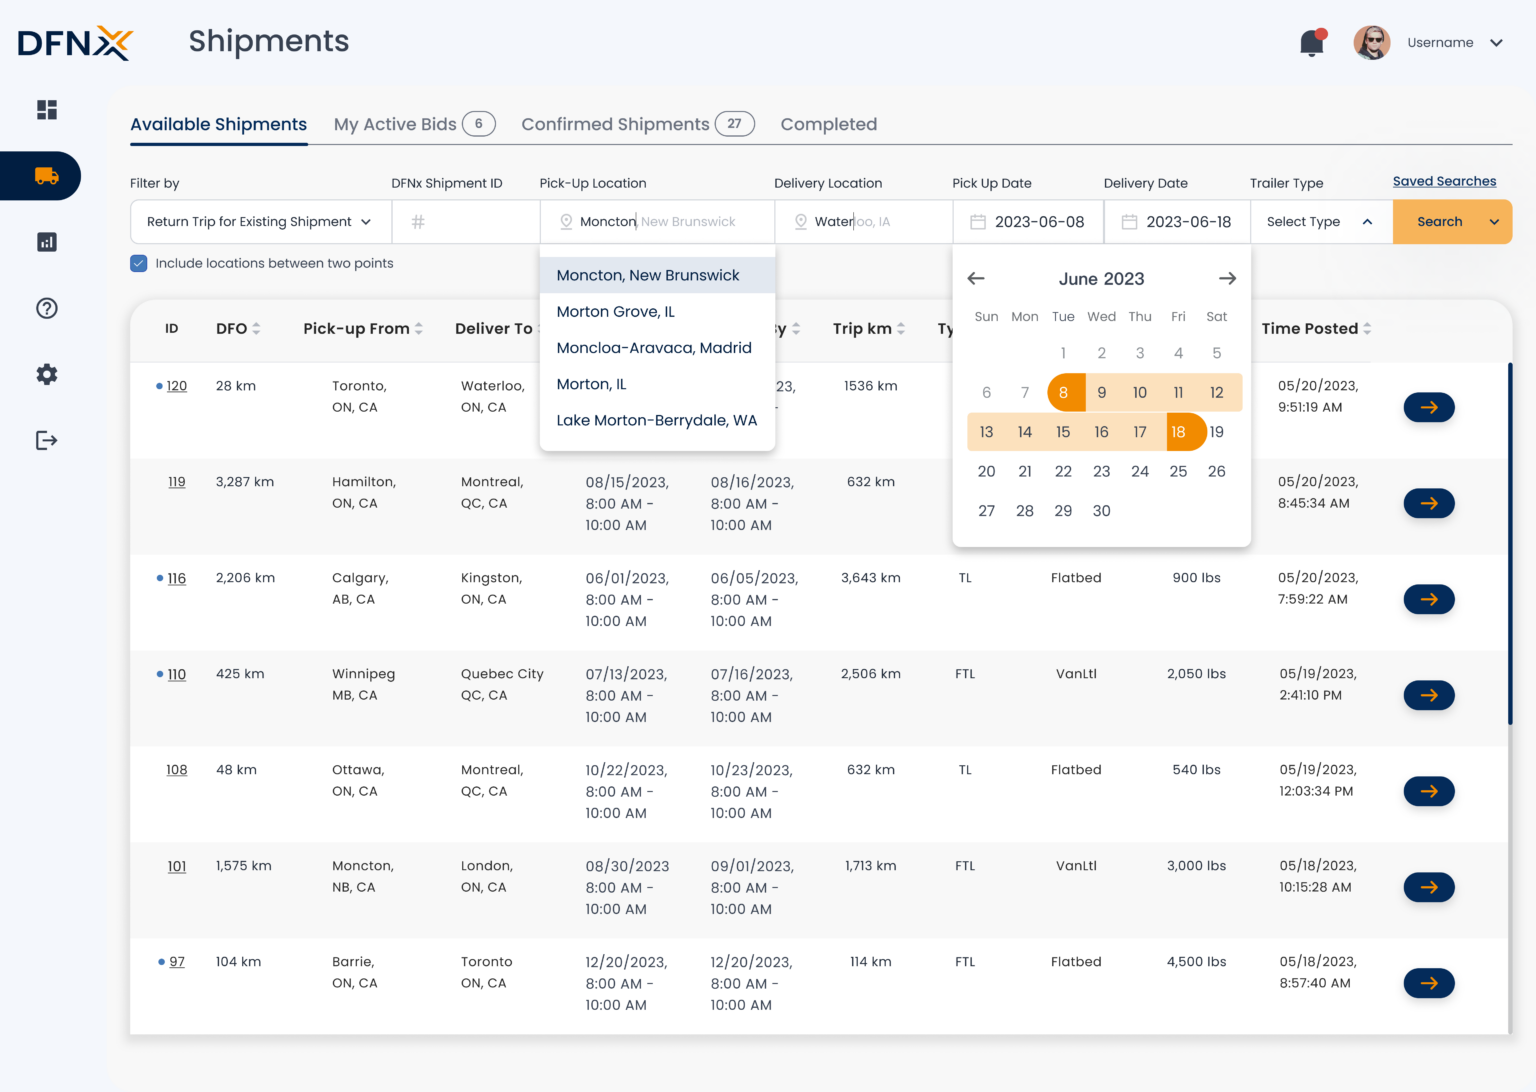 DFNX
Shipments
Username
Available Shipments
My Active Bids 6
Confirmed Shipments 27
Completed
Filter by
DFNx Shipment ID
Pick-Up Location
Delivery Location
Pick Up Date
Delivery Date
Trailer Type
Saved Searches
Return Trip for Existing Shipment
#
Moncton, New Brunswick
Waterloo, IA
2023-06-08
2023-06-18
Select Type
Search
Include locations between two points
Moncton, New Brunswick
Morton Grove, IL
Moncloa-Aravaca, Madrid
Morton, IL
Lake Morton-Berrydale, WA
June 2023
Sun Mon Tue Wed Thu Fri Sat
1 2 3 4 5
6 7 8 9 10 11 12
13 14 15 16 17 18 19
20 21 22 23 24 25 26
27 28 29 30
ID DFO Pick-up From Deliver To Trip km Time Posted
120 28 km Toronto, Waterloo, 1536 km 05/20/2023,
ON, CA ON, CA 9:51:19 AM
119 3,287 km Hamilton, Montreal, 08/15/2023, 08/16/2023, 632 km 05/20/2023,
ON, CA QC, CA 8:00 AM - 8:00 AM - 8:45:34 AM
10:00 AM 10:00 AM
116 2,206 km Calgary, Kingston, 06/01/2023, 06/05/2023, 3,643 km TL Flatbed 900 lbs 05/20/2023,
AB, CA ON, CA 8:00 AM - 8:00 AM - 7:59:22 AM
10:00 AM 10:00 AM
110 425 km Winnipeg Quebec City 07/13/2023, 07/16/2023, 2,506 km FTL VanLtl 2,050 lbs 05/19/2023,
MB, CA QC, CA 8:00 AM - 8:00 AM - 2:41:10 PM
10:00 AM 10:00 AM
108 48 km Ottawa, Montreal, 10/22/2023, 10/23/2023, 632 km TL Flatbed 540 lbs 05/19/2023,
ON, CA QC, CA 8:00 AM - 8:00 AM - 12:03:34 PM
10:00 AM 10:00 AM
101 1,575 km Moncton, London, 08/30/2023 09/01/2023, 1,713 km FTL VanLtl 3,000 lbs 05/18/2023,
NB, CA ON, CA 8:00 AM - 8:00 AM - 10:15:28 AM
10:00 AM 10:00 AM
97 104 km Barrie, Toronto 12/20/2023, 12/20/2023, 114 km FTL Flatbed 4,500 lbs 05/18/2023,
ON, CA ON, CA 8:00 AM - 8:00 AM - 8:57:40 AM
10:00 AM 10:00 AM